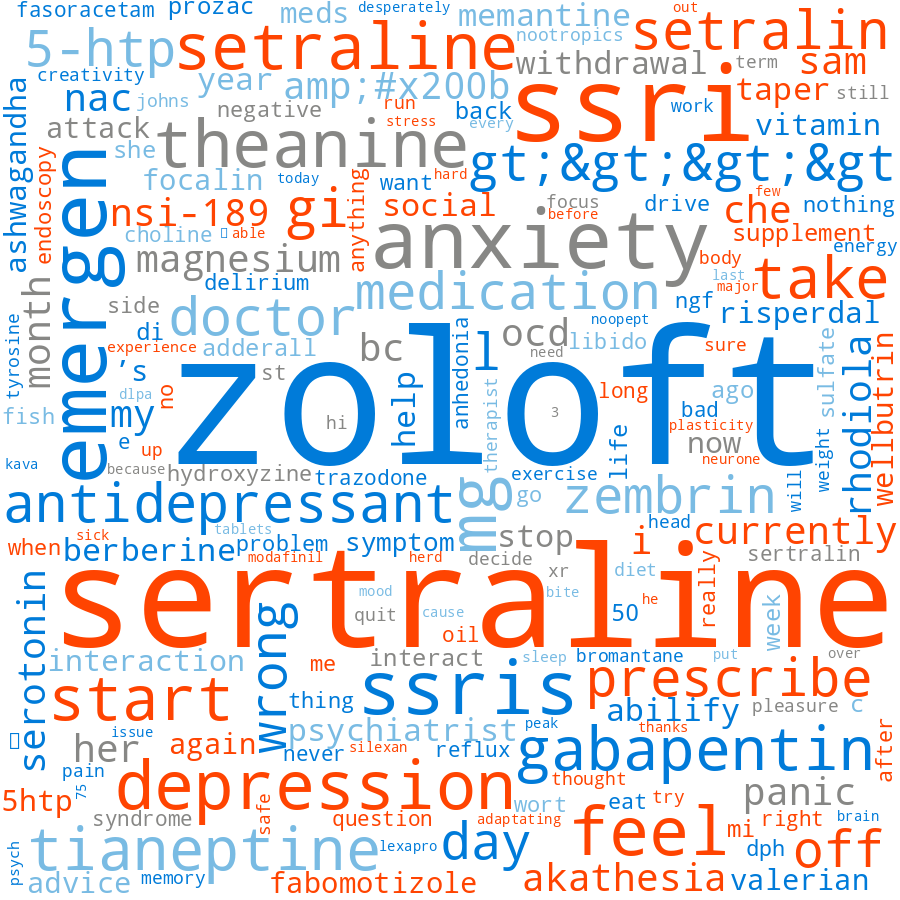 fasoracetam prozac meds desperately memantine out
5-htp setraline nootropics setralin
creativity year amp;#x200b ssri withdrawal term sam
nac johns negative run back work taper still
ashwagandha attack stress every vitamin
she theanine gt;&gt;&gt;&gt
endoscopy emergen focalin today want hard few
nsi-189 gi anything social focus before drive che nothing
choline able anxiety supplement
magnesium body energy
month delirium medication last major take
side ngf risperdal
tyrosine di doctor noopept
experience adderall ’s bc l ocd libido sure
st zoloft need sulfate rhodiola wellbutrin
dlpa no help anhedonia therapist long ago
fish my hi 3 bad plasticity
e up life now neurone
kava because hydroxyzine trazodone exercise weight
antidepressant mg go zembrin will
tablets head
when sick berberine problem symptom stop i currently
modafinil herd decide sertralin
serotonin sertraline xr diet really
mood bite he
wrong quit cause 50 week
oil
interaction me interact sleep bromantane put over
start thing ssris prescribe
abilify pleasure c
issue psychiatrist peak thanks
her again never silexan reflux gabapentin after
pain
5htp 75 depression thought panic
wort eat try
syndrome safe question adaptating feel mi right brain
tianeptine lexapro day dph off
psych advice memory fabomotizole akathesia valerian